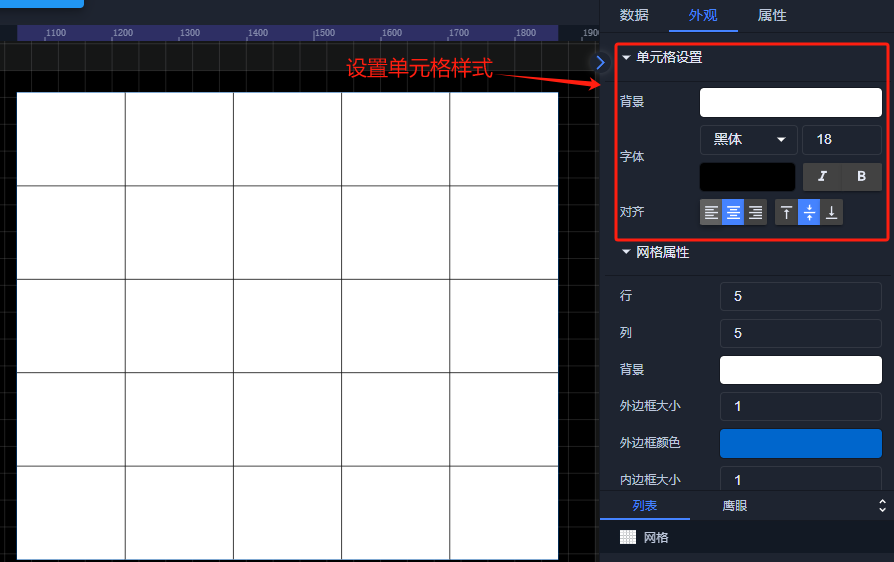 数据 外观 属性
1100 1200 1300 1400 1500 1600 1700 1800 1900
设置单元格样式
单元格设置
背景
字体 黑体 18
I B
对齐
网格属性
行 5
列 5
背景
外边框大小 1
外边框颜色
内边框大小 1
列表 鹰眼
网格